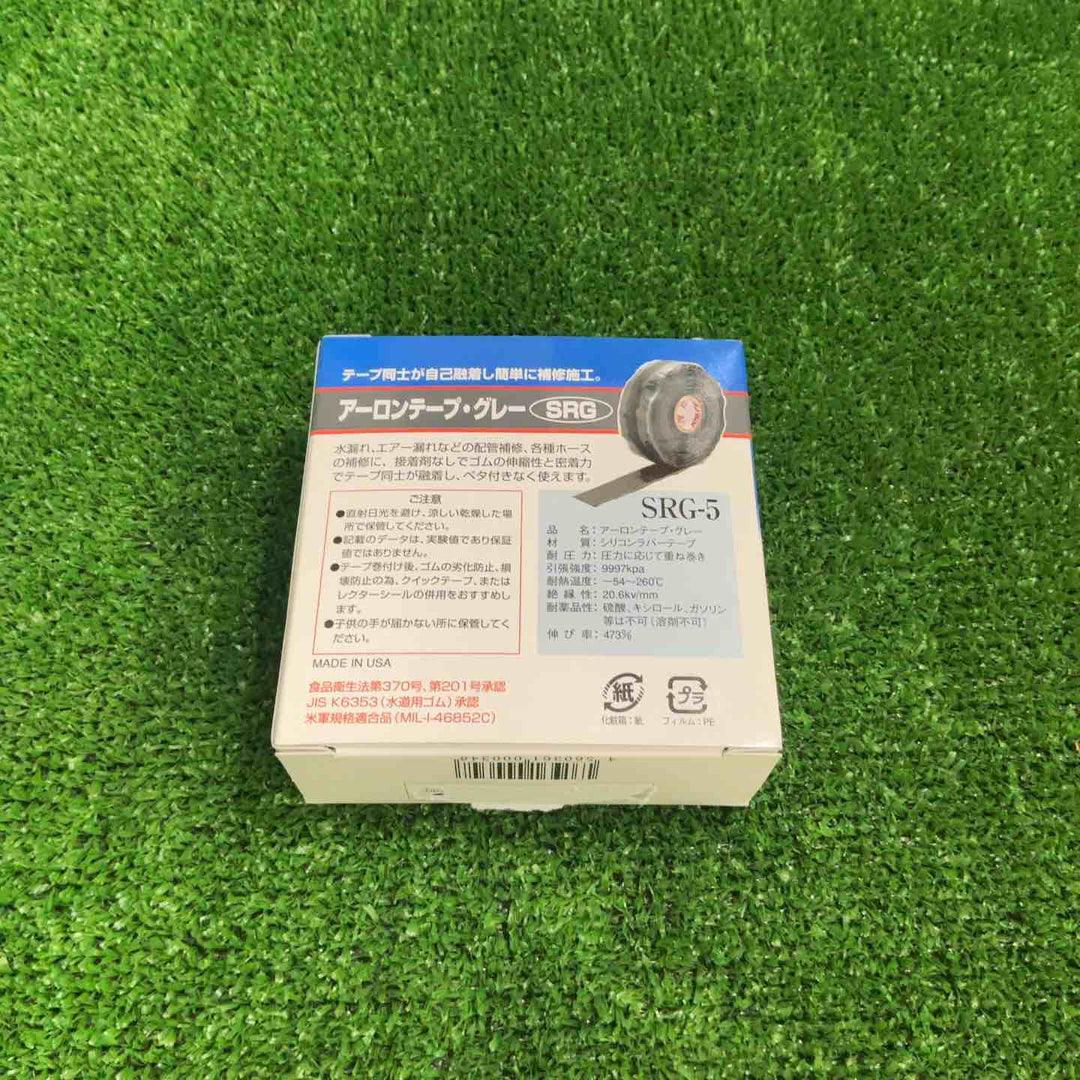 テープ同士が自己融着し簡単に補修施工。
アーロンテープ・グレー SRG
水漏れ、エアー漏れなどの配管補修、各種ホース
の補修に、接着剤なしでゴムの伸縮性と密着力
でテープ同士が融着し、ベタ付きなく使えます。
ご注意
●直射日光を避け、涼しい乾燥した場
所で保管してください。
●記載のデータは、実験値であり保証
値ではありません。
●テープ巻付け後、ゴムの劣化防止、損
壊防止の為、クイックテープ、または
レクターシールの併用をおすすめし
ます。
●子供の手が届かない所に保管してく
ださい。
MADE IN USA
SRG-5
品名：アーロンテープ・グレー
材質：シリコンラバーテープ
耐圧力：圧力に応じて重ね巻き
引張強度：9997kpa
耐熱温度：−54〜260℃
絶縁性：20.6kv/mm
耐薬品性：硫酸、キシロール、ガソリン
等は不可（溶剤不可）
伸び率：473%
食品衛生法第370号、第201号承認
JIS K6353（水道用ゴム）承認
米軍規格適合品（MIL-I-46852C）
紙
化粧箱：紙
プラ
フィルム：PE
4 560361 000348